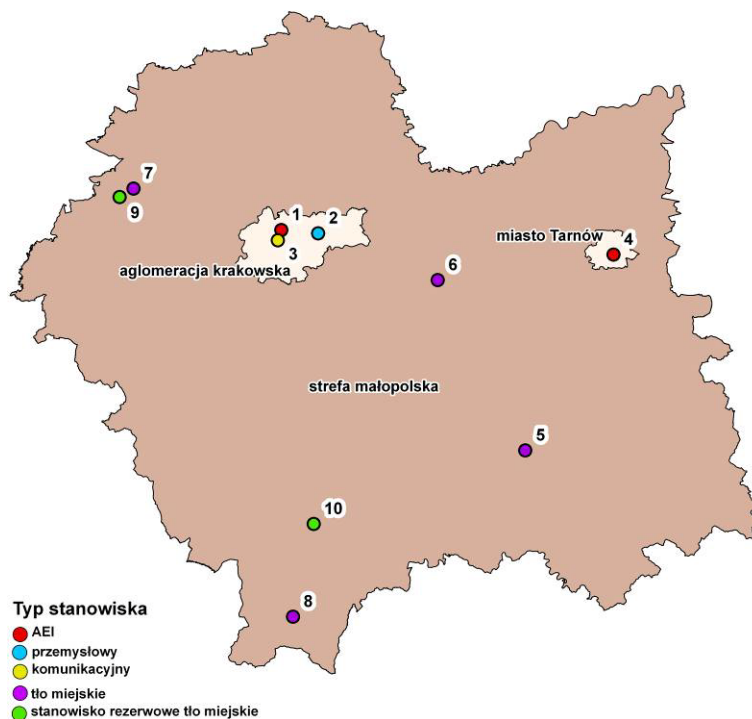 7
9
1
2
3
aglomeracja krakowska
miasto Tarnów
4
6
strefa małopolska
5
10
8
Typ stanowiska
AEI
przemysłowy
komunikacyjny
tło miejskie
stanowisko rezerwowe tło miejskie